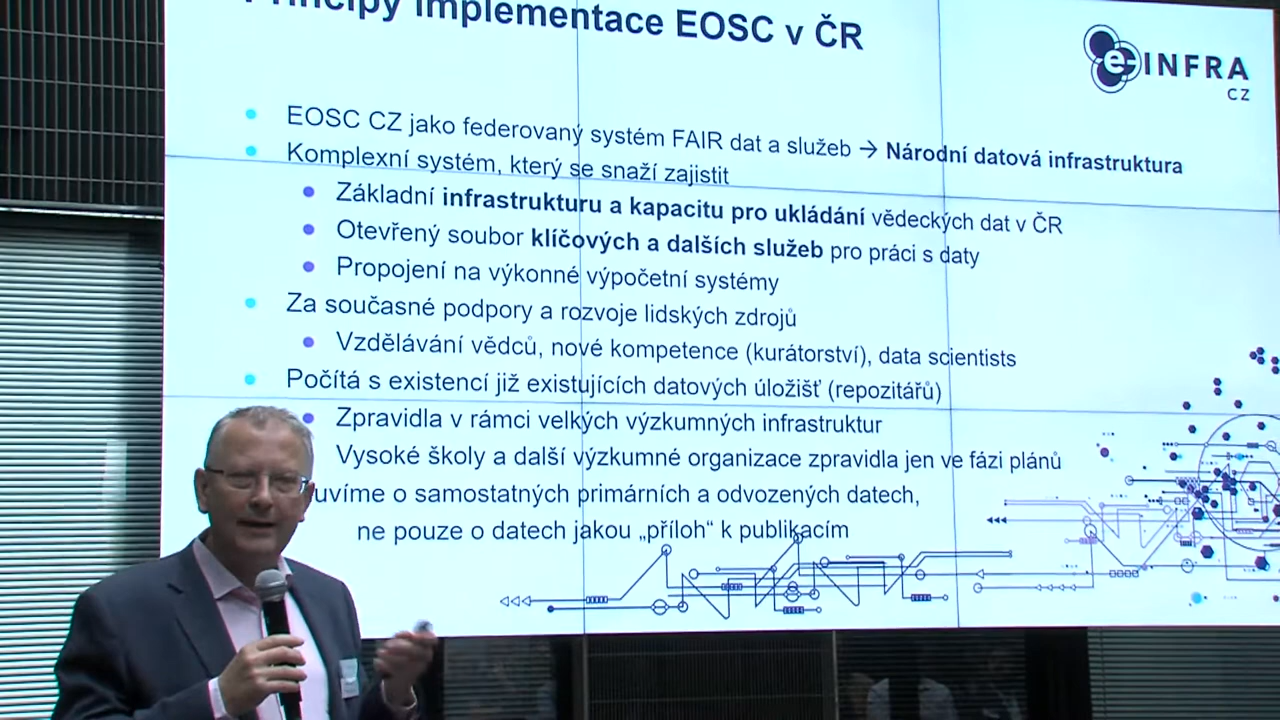 Principy implementace EOSC v ČR
e-INFRA
CZ
EOSC CZ jako federovaný systém FAIR dat a služeb → Národní datová infrastruktura
Komplexní systém, který se snaží zajistit
Základní infrastrukturu a kapacitu pro ukládání vědeckých dat v ČR
Otevřený soubor klíčových a dalších služeb pro práci s daty
Propojení na výkonné výpočetní systémy
Za současné podpory a rozvoje lidských zdrojů
Vzdělávání vědců, nové kompetence (kurátorství), data scientists
Počítá s existencí již existujících datových úložišť (repozitářů)
Zpravidla v rámci velkých výzkumných infrastruktur
Vysoké školy a další výzkumné organizace zpravidla jen ve fázi plánů
uvíme o samostatných primárních a odvozených datech,
ne pouze o datech jakou „příloh“ k publikacím